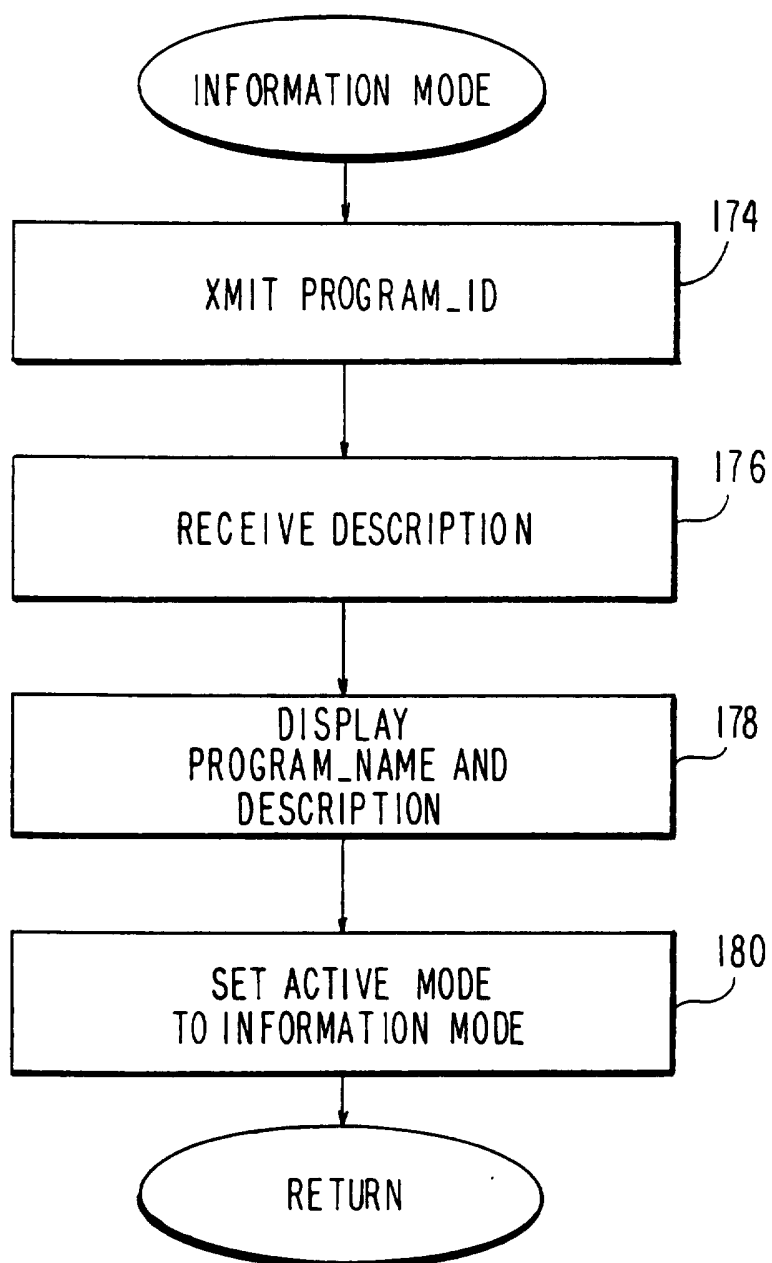 INFORMATION MODE
174
XMIT PROGRAM_ID
176
RECEIVE DESCRIPTION
178
DISPLAY
PROGRAM_NAME AND
DESCRIPTION
180
SET ACTIVE MODE
TO INFORMATION MODE
RETURN